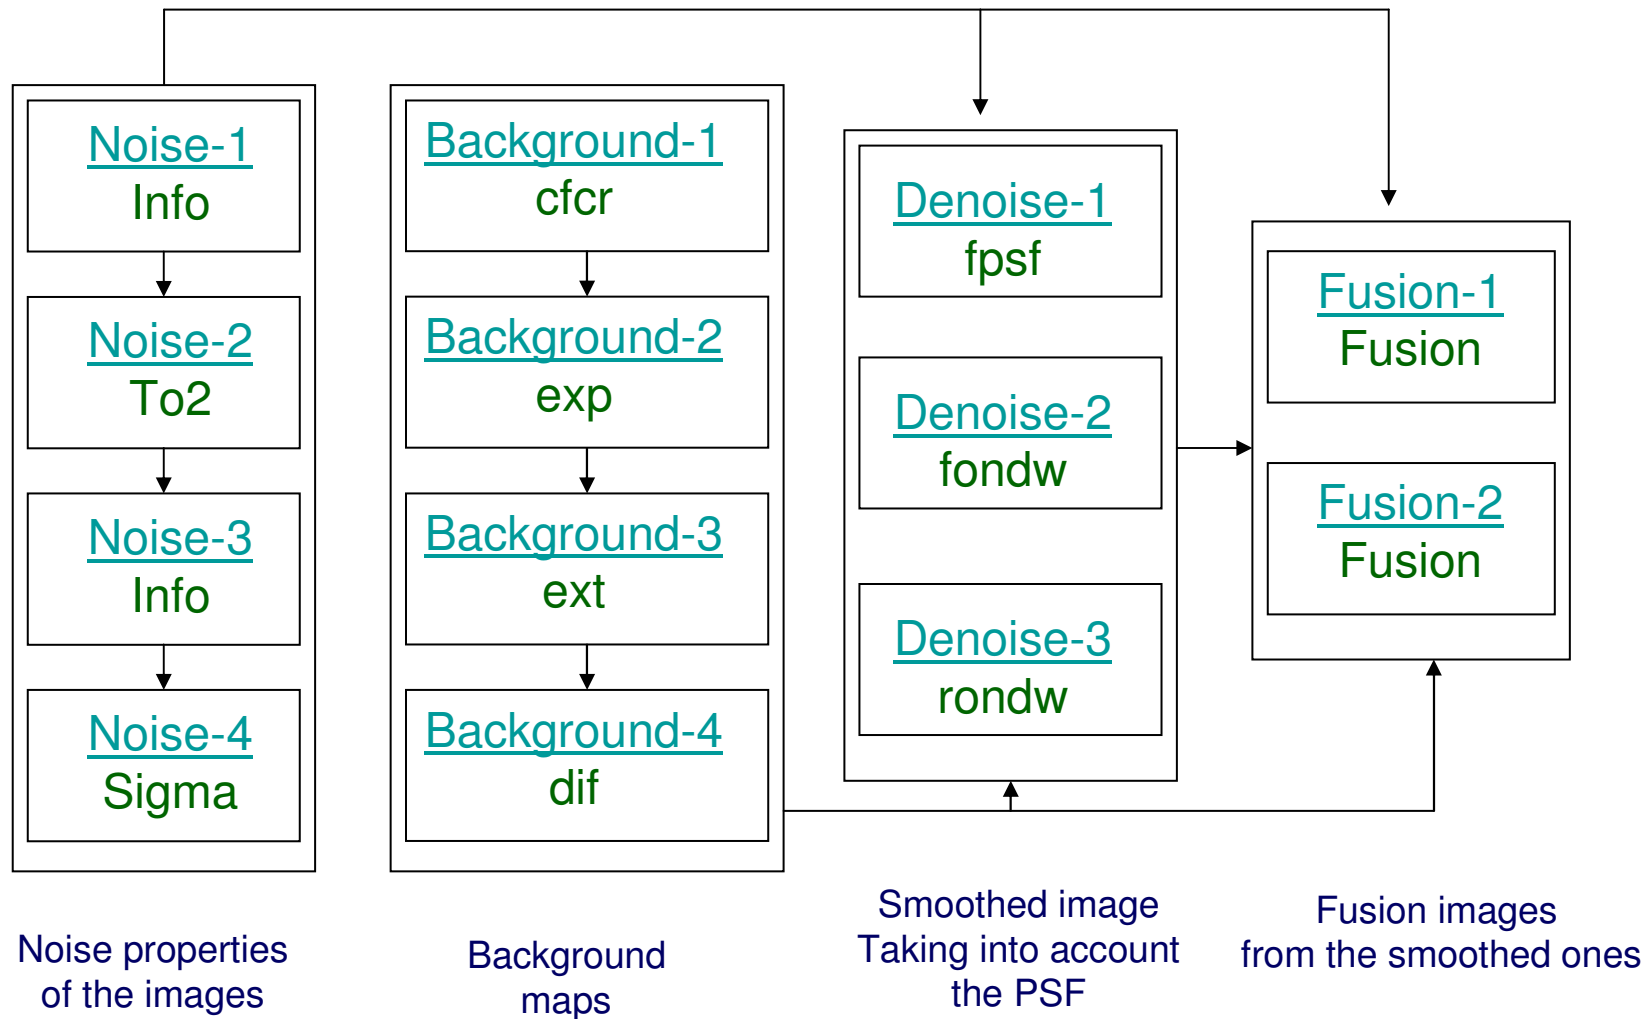 Noise-1
Info
Noise-2
To2
Noise-3
Info
Noise-4
Sigma
Noise properties
of the images
Background-1
cfcr
Background-2
exp
Background-3
ext
Background-4
dif
Background
maps
Denoise-1
fpsf
Denoise-2
fondw
Denoise-3
rondw
Smoothed image
Taking into account
the PSF
Fusion-1
Fusion
Fusion-2
Fusion
Fusion images
from the smoothed ones